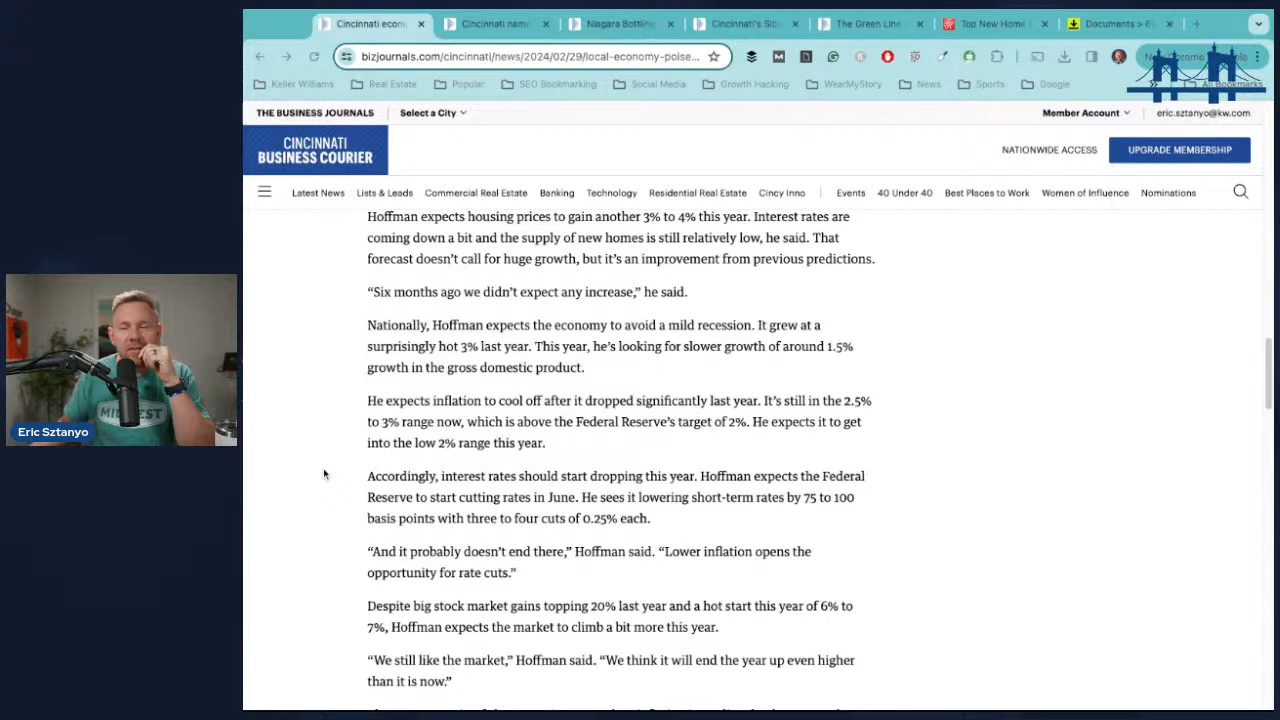 Cincinnati econ
Cincinnati name
Niagara Bottling
Cincinnati's Sib
The Green Line
Top New Home
Documents > 6
bizjournals.com/cincinnati/news/2024/02/29/local-economy-poise...
Keller Williams
Real Estate
Popular
SEO Bookmarking
Social Media
Growth Hacking
WearMyStory
News
Sports
Google
All Bookmarks
THE BUSINESS JOURNALS
Select a City
Member Account
eric.sztanyo@kw.com
CINCINNATI
BUSINESS COURIER
NATIONWIDE ACCESS
UPGRADE MEMBERSHIP
Latest News
Lists & Leads
Commercial Real Estate
Banking
Technology
Residential Real Estate
Cincy Inno
Events
40 Under 40
Best Places to Work
Women of Influence
Nominations
Hoffman expects housing prices to gain another 3% to 4% this year. Interest rates are
coming down a bit and the supply of new homes is still relatively low, he said. That
forecast doesn't call for huge growth, but it's an improvement from previous predictions.
“Six months ago we didn't expect any increase,” he said.
Nationally, Hoffman expects the economy to avoid a mild recession. It grew at a
surprisingly hot 3% last year. This year, he's looking for slower growth of around 1.5%
growth in the gross domestic product.
He expects inflation to cool off after it dropped significantly last year. It's still in the 2.5%
to 3% range now, which is above the Federal Reserve's target of 2%. He expects it to get
into the low 2% range this year.
Accordingly, interest rates should start dropping this year. Hoffman expects the Federal
Reserve to start cutting rates in June. He sees it lowering short-term rates by 75 to 100
basis points with three to four cuts of 0.25% each.
“And it probably doesn't end there,” Hoffman said. “Lower inflation opens the
opportunity for rate cuts.”
Despite big stock market gains topping 20% last year and a hot start this year of 6% to
7%, Hoffman expects the market to climb a bit more this year.
“We still like the market,” Hoffman said. “We think it will end the year up even higher
than it is now.”
Eric Sztanyo